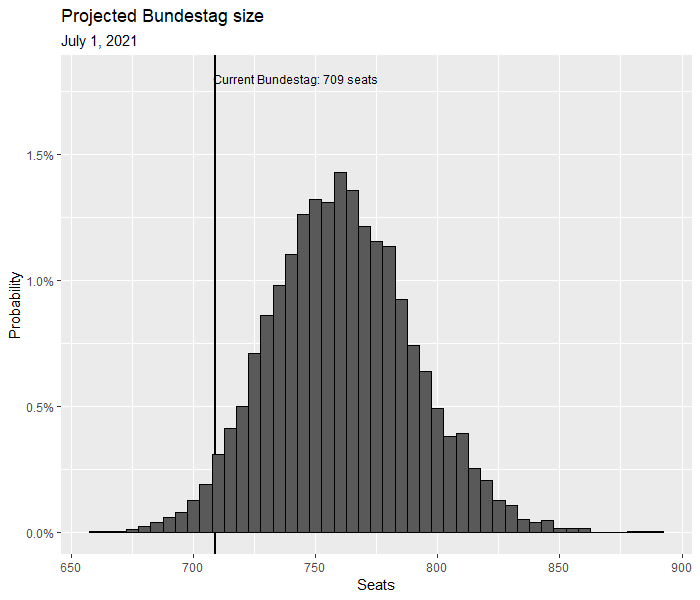 Projected Bundestag size
July 1, 2021
Current Bundestag: 709 seats
1.5%
1.0%
0.5%
0.0%
Probability
650 700 750 800 850 900
Seats